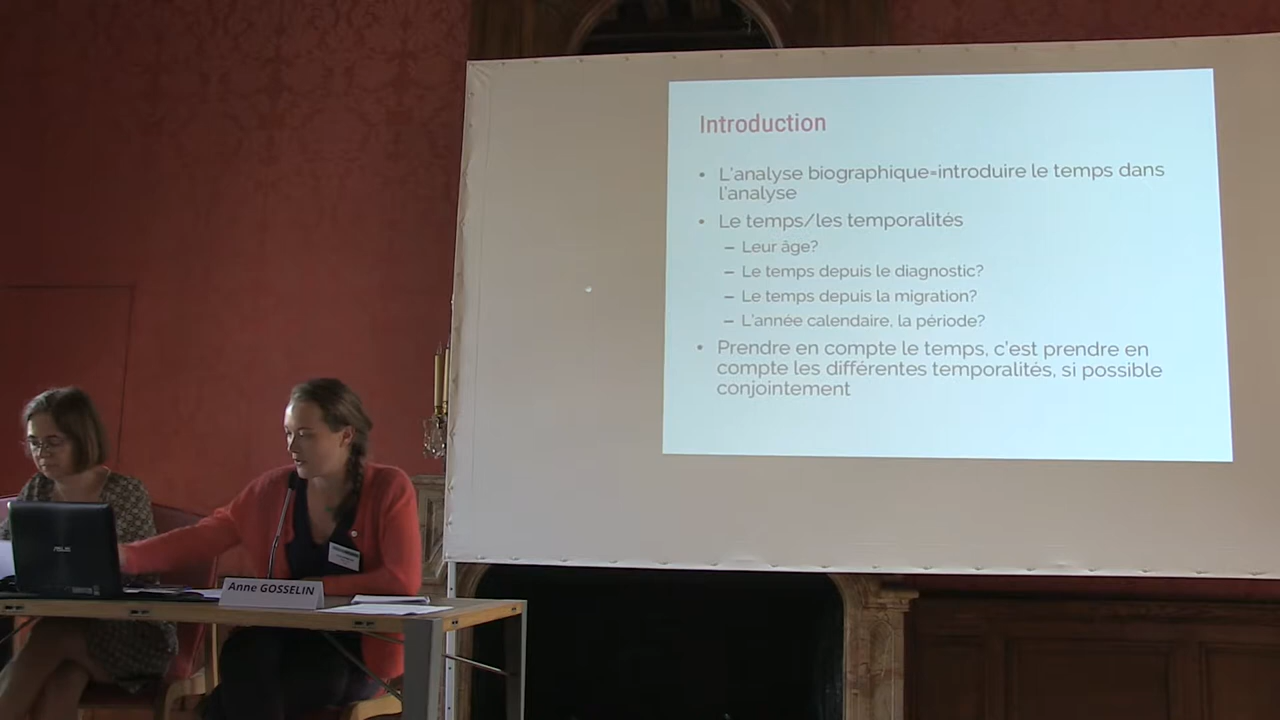 Introduction
• L'analyse biographique=introduire le temps dans
l'analyse
• Le temps/les temporalités
– Leur âge?
– Le temps depuis le diagnostic?
– Le temps depuis la migration?
– L'année calendaire, la période?
• Prendre en compte le temps, c'est prendre en
compte les différentes temporalités, si possible
conjointement
Anne GOSSELIN